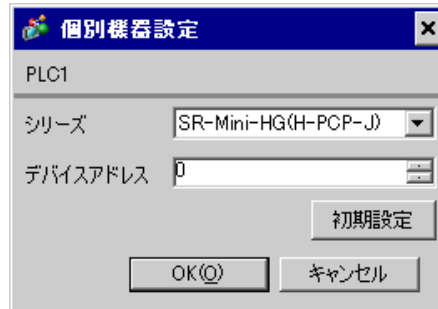 個別機器設定
PLC1
シリーズ SR-Mini-HG(H-PCP-J)
デバイスアドレス 0
初期設定
OK(O) キャンセル